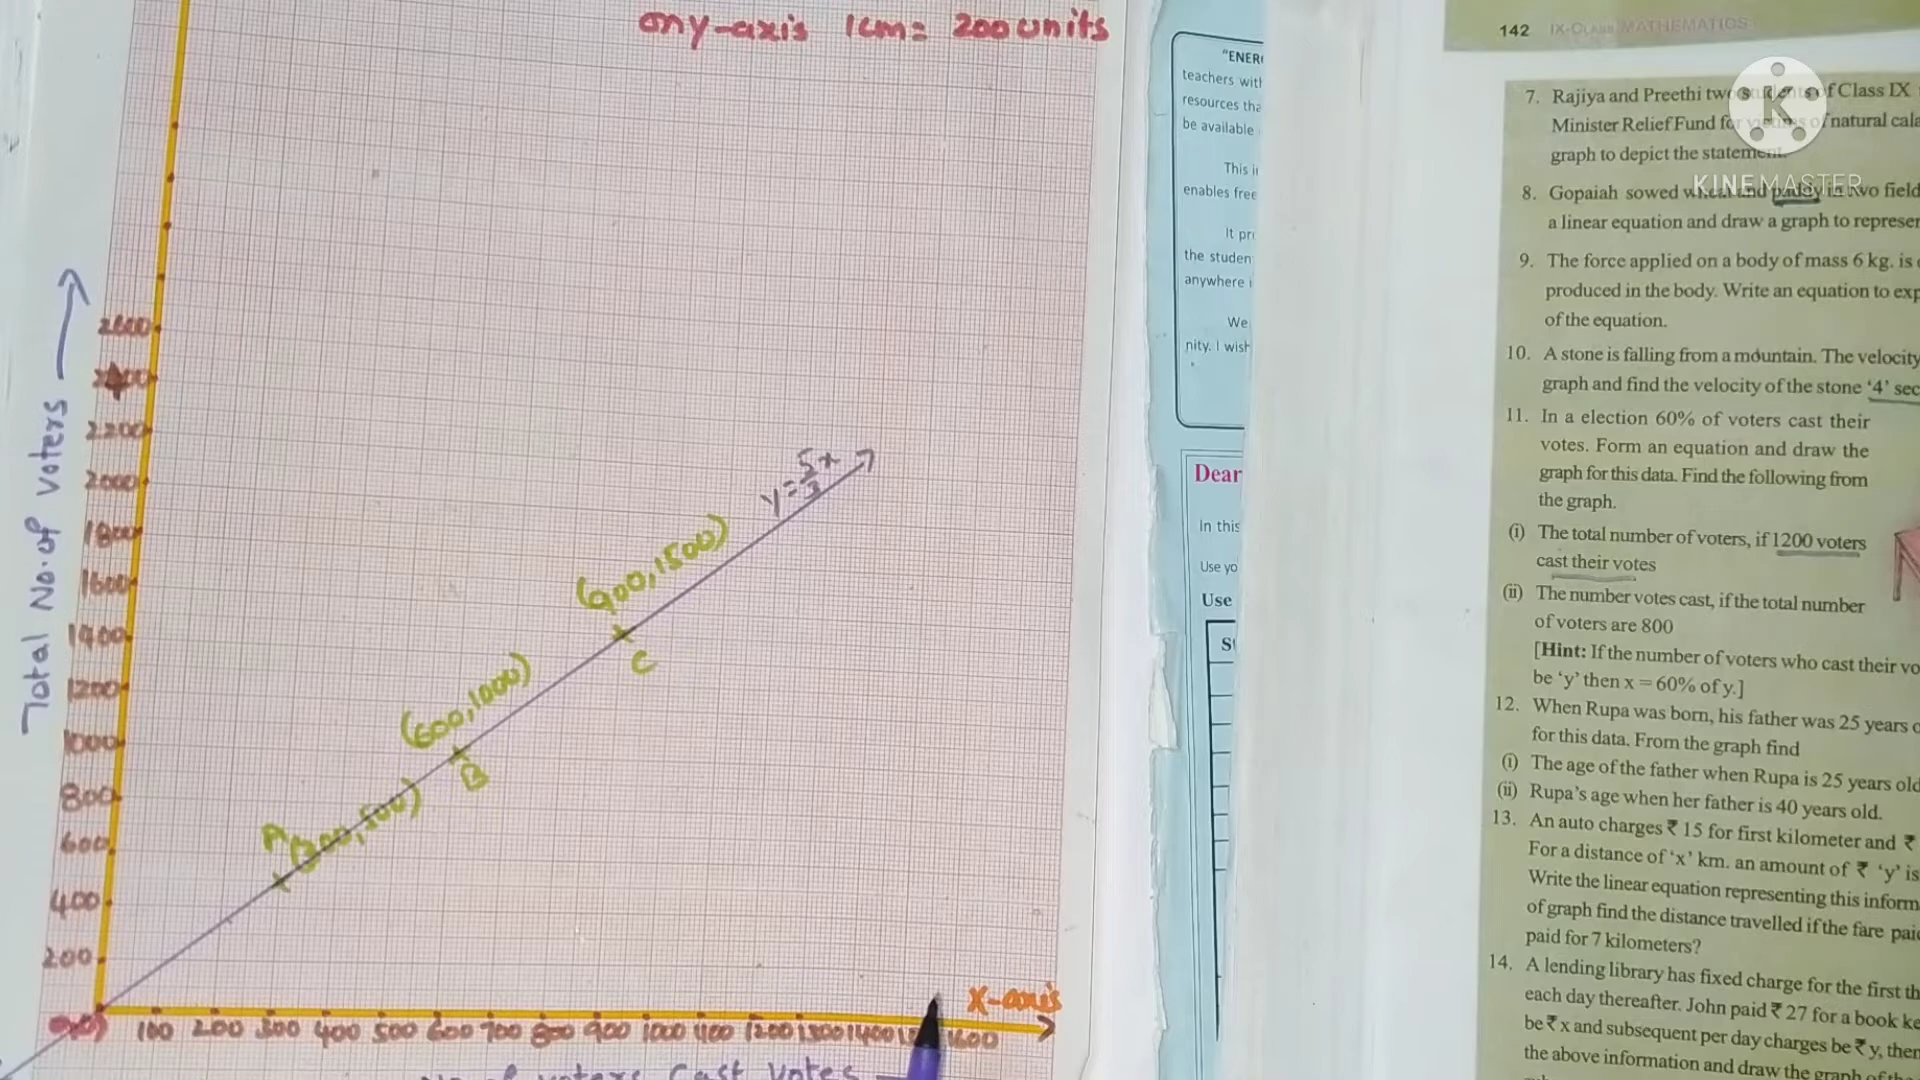 on y-axis 1cm = 200 units
Total No. of Voters
2600
2400
2200
2000
1800
1600
1400
1200
1000
800
600
400
200
y = 5x/3
(900, 1500)
C
(600, 1000)
B
A (300, 500)
X-axis
100 200 300 400 500 600 700 800 900 1000 1200 1300 1400 1600
voters cast votes
"ENER
teachers with
resources tha
be available
This i
enables free
It pr
the studen
anywhere i
We
nity. I wish
Dear
In this
Use yo
Use
142 IX-Class MATHEMATICS
7. Rajiya and Preethi two students of Class IX
Minister Relief Fund for victims of natural cala
graph to depict the statement.
KINEMASTER
8. Gopaiah sowed wheat and paddy in two field
a linear equation and draw a graph to represen
9. The force applied on a body of mass 6 kg. is
produced in the body. Write an equation to exp
of the equation.
10. A stone is falling from a mountain. The velocity
graph and find the velocity of the stone '4' sec
11. In a election 60% of voters cast their
votes. Form an equation and draw the
graph for this data. Find the following from
the graph.
(i) The total number of voters, if 1200 voters
cast their votes
(ii) The number votes cast, if the total number
of voters are 800
[Hint: If the number of voters who cast their vo
be 'y' then x = 60% of y.]
12. When Rupa was born, his father was 25 years o
for this data. From the graph find
(i) The age of the father when Rupa is 25 years old
(ii) Rupa's age when her father is 40 years old.
13. An auto charges ₹ 15 for first kilometer and ₹
For a distance of 'x' km. an amount of ₹ 'y' is
Write the linear equation representing this inform
of graph find the distance travelled if the fare paid
paid for 7 kilometers?
14. A lending library has fixed charge for the first th
each day thereafter. John paid ₹ 27 for a book ke
be ₹ x and subsequent per day charges be ₹ y, then
the above information and draw the graph of the